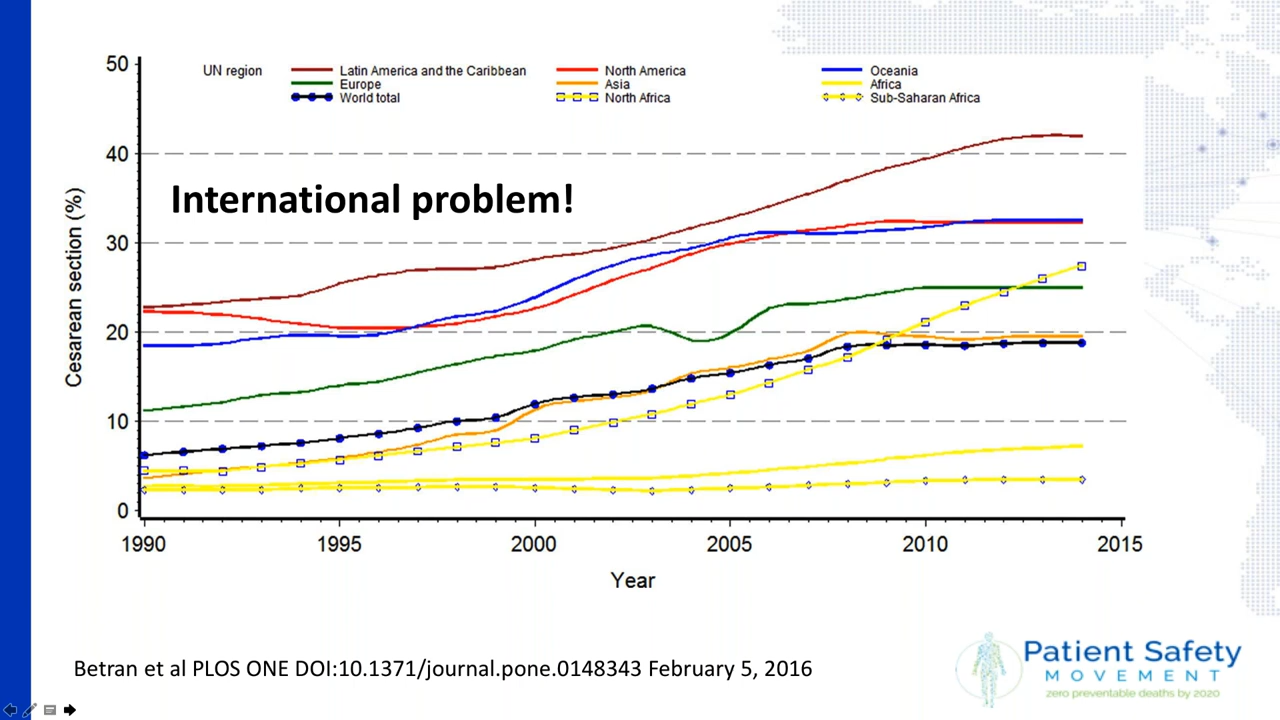 50
UN region Latin America and the Caribbean North America Oceania
Europe Asia Africa
World total North Africa Sub-Saharan Africa
40
International problem!
30
20
10
0
Cesarean section (%)
1990 1995 2000 2005 2010 2015
Year
Betran et al PLOS ONE DOI:10.1371/journal.pone.0148343 February 5, 2016
Patient Safety
MOVEMENT
zero preventable deaths by 2020